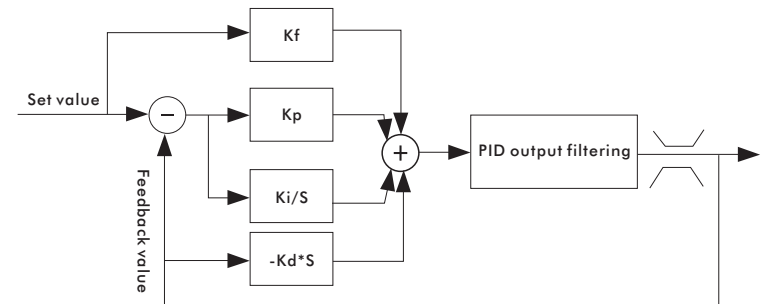 Kf
Set value
−
Kp
+
PID output filtering
Feedback value
Ki/S
-Kd*S